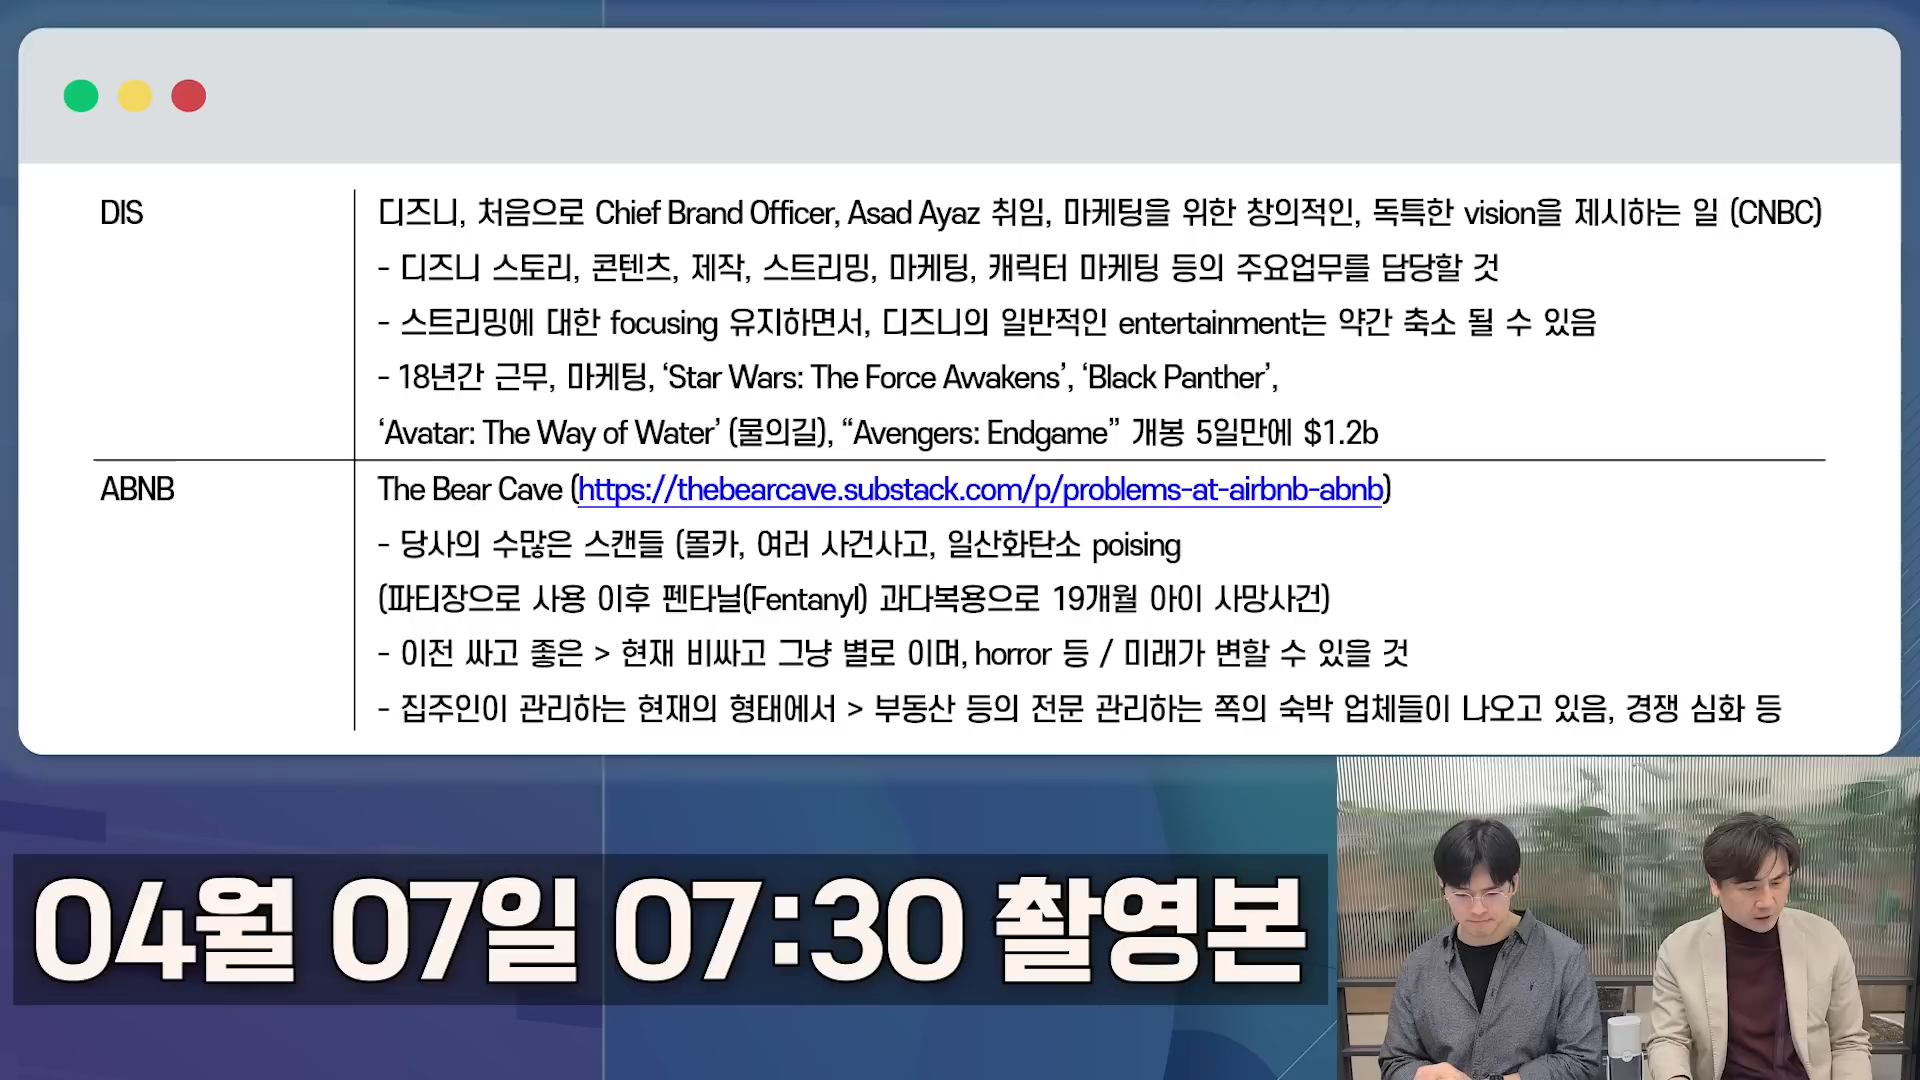 DIS
디즈니, 처음으로 Chief Brand Officer, Asad Ayaz 취임, 마케팅을 위한 창의적인, 독특한 vision을 제시하는 일 (CNBC)
- 디즈니 스토리, 콘텐츠, 제작, 스트리밍, 마케팅, 캐릭터 마케팅 등의 주요업무를 담당할 것
- 스트리밍에 대한 focusing 유지하면서, 디즈니의 일반적인 entertainment는 약간 축소 될 수 있음
- 18년간 근무, 마케팅, ‘Star Wars: The Force Awakens’, ‘Black Panther’,
‘Avatar: The Way of Water’ (물의길), “Avengers: Endgame” 개봉 5일만에 $1.2b
ABNB
The Bear Cave (https://thebearcave.substack.com/p/problems-at-airbnb-abnb)
- 당사의 수많은 스캔들 (몰카, 여러 사건사고, 일산화탄소 poising
(파티장으로 사용 이후 펜타닐(Fentanyl) 과다복용으로 19개월 아이 사망사건)
- 이전 싸고 좋은 > 현재 비싸고 그냥 별로 이며, horror 등 / 미래가 변할 수 있을 것
- 집주인이 관리하는 현재의 형태에서 > 부동산 등의 전문 관리하는 쪽의 숙박 업체들이 나오고 있음, 경쟁 심화 등
04월 07일 07:30 촬영본